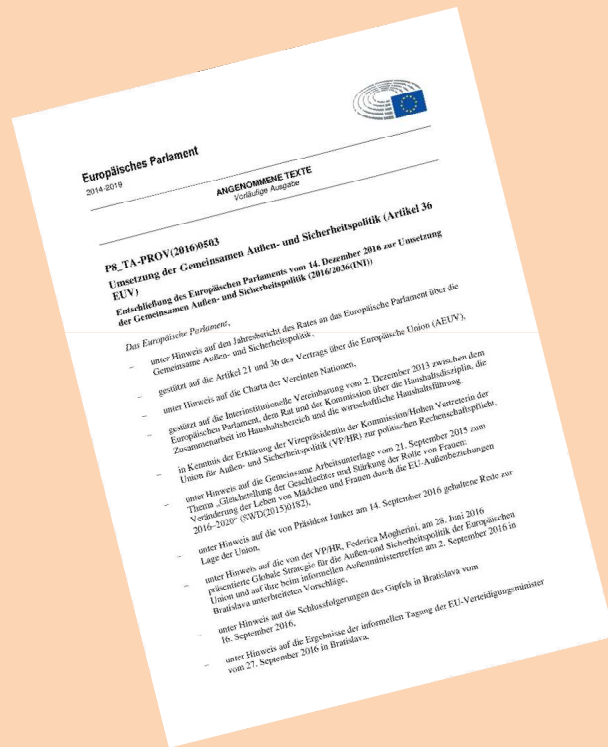 Europäisches Parlament
2014-2019
ANGENOMMENE TEXTE
Vorläufige Ausgabe
P8_TA-PROV(2016)0503
Umsetzung der Gemeinsamen Außen- und Sicherheitspolitik (Artikel 36
EUV)
Entschließung des Europäischen Parlaments vom 14. Dezember 2016 zur Umsetzung
der Gemeinsamen Außen- und Sicherheitspolitik (2016/2036(INI))
Das Europäische Parlament,
– unter Hinweis auf den Jahresbericht des Rates an das Europäische Parlament über die
Gemeinsame Außen- und Sicherheitspolitik,
– gestützt auf die Artikel 21 und 36 des Vertrags über die Europäische Union (AEUV),
– unter Hinweis auf die Charta der Vereinten Nationen,
– gestützt auf die Interinstitutionelle Vereinbarung vom 2. Dezember 2013 zwischen dem
Europäischen Parlament, dem Rat und der Kommission über die Haushaltsdisziplin, die
Zusammenarbeit im Haushaltsbereich und die wirtschaftliche Haushaltsführung,
– in Kenntnis der Erklärung der Vizepräsidentin der Kommission/Hohen Vertreterin der
Union für Außen- und Sicherheitspolitik (VP/HR) zur politischen Rechenschaftspflicht,
– unter Hinweis auf die Gemeinsame Arbeitsunterlage vom 21. September 2015 zum
Thema „Gleichstellung der Geschlechter und Stärkung der Rolle von Frauen:
Veränderung der Leben von Mädchen und Frauen durch die EU-Außenbeziehungen
2016–2020“ (SWD(2015)0182),
– unter Hinweis auf die von Präsident Junker am 14. September 2016 gehaltene Rede zur
Lage der Union,
– unter Hinweis auf die von der VP/HR, Federica Mogherini, am 28. Juni 2016
präsentierte Globale Strategie für die Außen-und Sicherheitspolitik der Europäischen
Union und auf ihre beim informellen Außenministertreffen am 2. September 2016 in
Bratislava unterbreiteten Vorschläge,
– unter Hinweis auf die Schlussfolgerungen des Gipfels in Bratislava vom
16. September 2016,
– unter Hinweis auf die Ergebnisse der informellen Tagung der EU-Verteidigungsminister
vom 27. September 2016 in Bratislava,